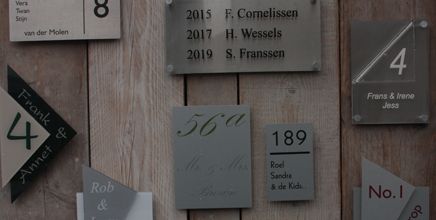 Vera
Twan
Stijn
8
van der Molen
2015 F. Cornelissen
2017 H. Wessels
2019 S. Franssen
4
Frans & Irene
Jess
Frank &
Annet
4
56a
Mr & Mrs
189
Roel
Sandra
& de Kids..
Rob
&
No.1